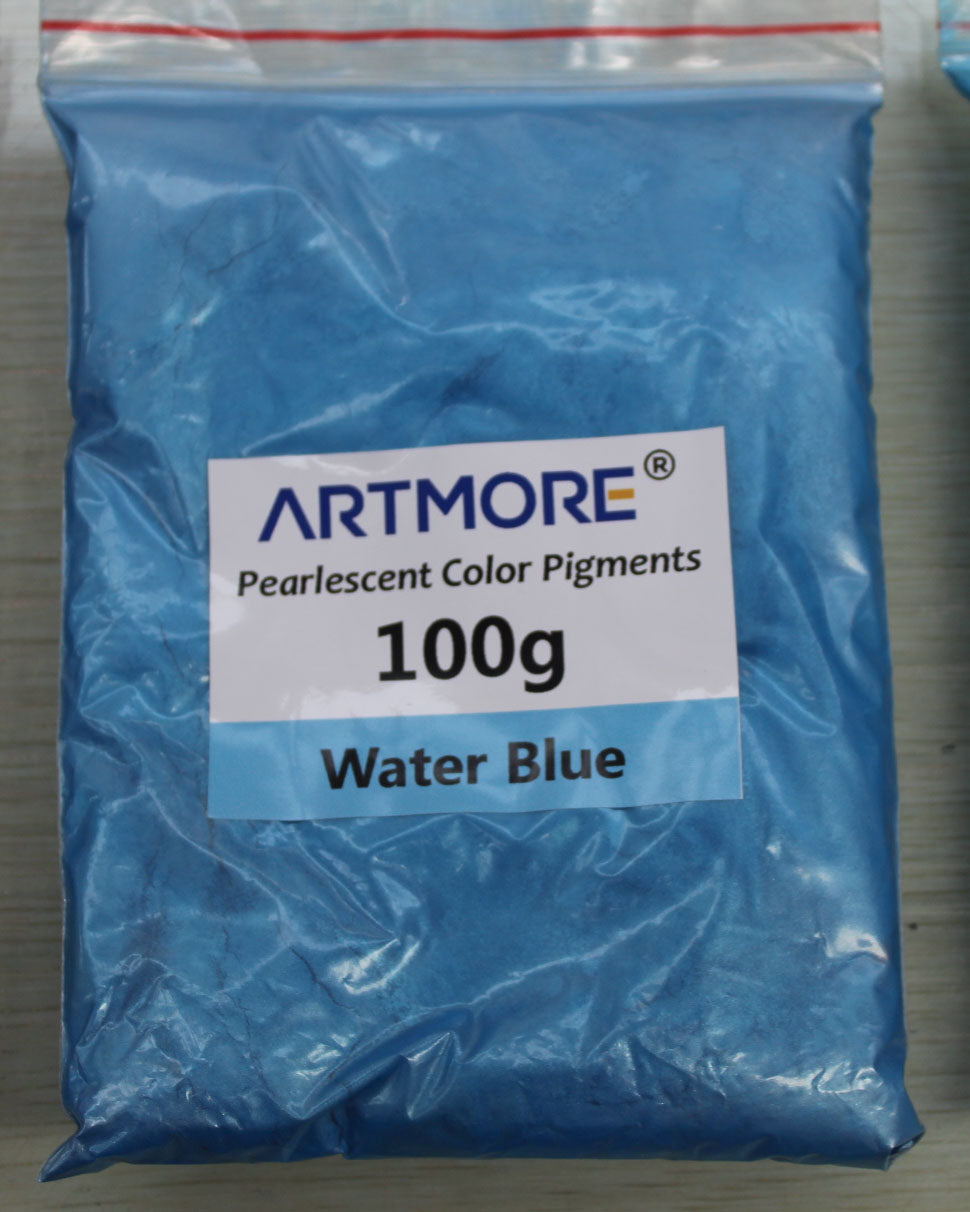 ARTMORE®
Pearlescent Color Pigments
100g
Water Blue